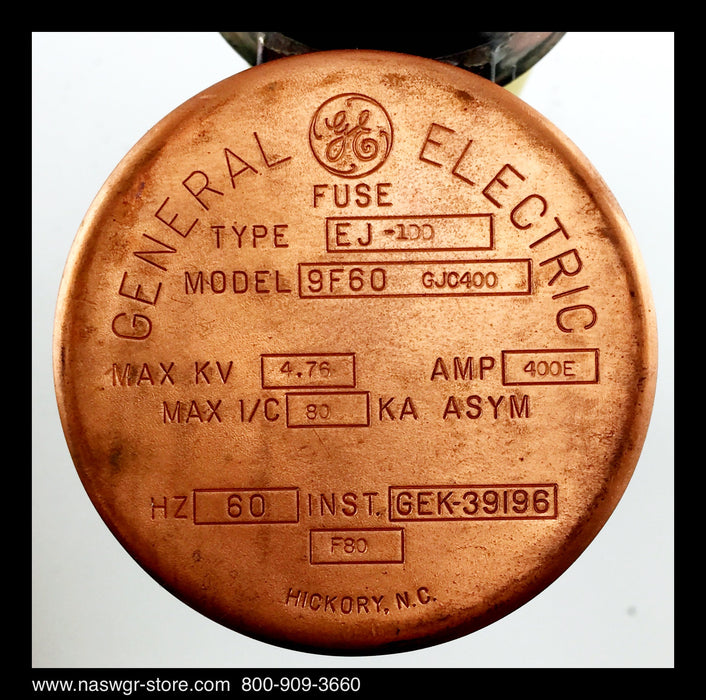 GENERAL GE ELECTRIC
FUSE
TYPE EJ-100
MODEL 9F60 GJC400
MAX KV 4.76 AMP 400E
MAX I/C 80 KA ASYM
HZ 60 INST. GEK-39196
F80
HICKORY, N.C.
www.naswgr-store.com 800-909-3660